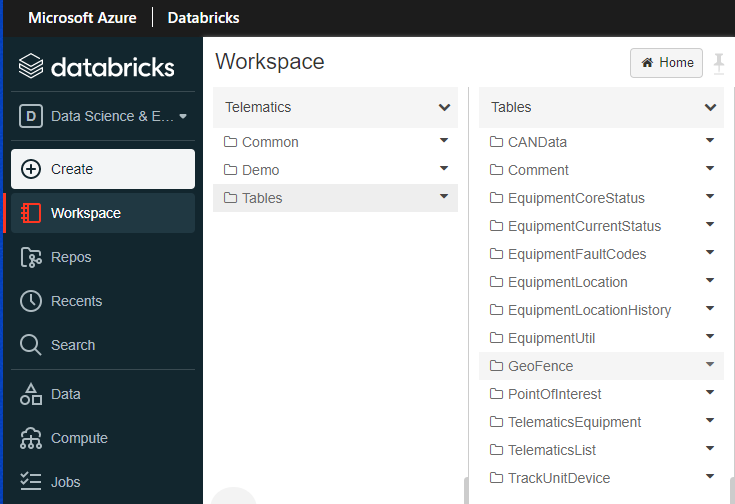 Microsoft Azure
Databricks
databricks
D
Data Science & E...
Create
Workspace
Repos
Recents
Search
Data
Compute
Jobs
Workspace
Home
Telematics
Common
Demo
Tables
Tables
CANData
Comment
EquipmentCoreStatus
EquipmentCurrentStatus
EquipmentFaultCodes
EquipmentLocation
EquipmentLocationHistory
EquipmentUtil
GeoFence
PointOfInterest
TelematicsEquipment
TelematicsList
TrackUnitDevice